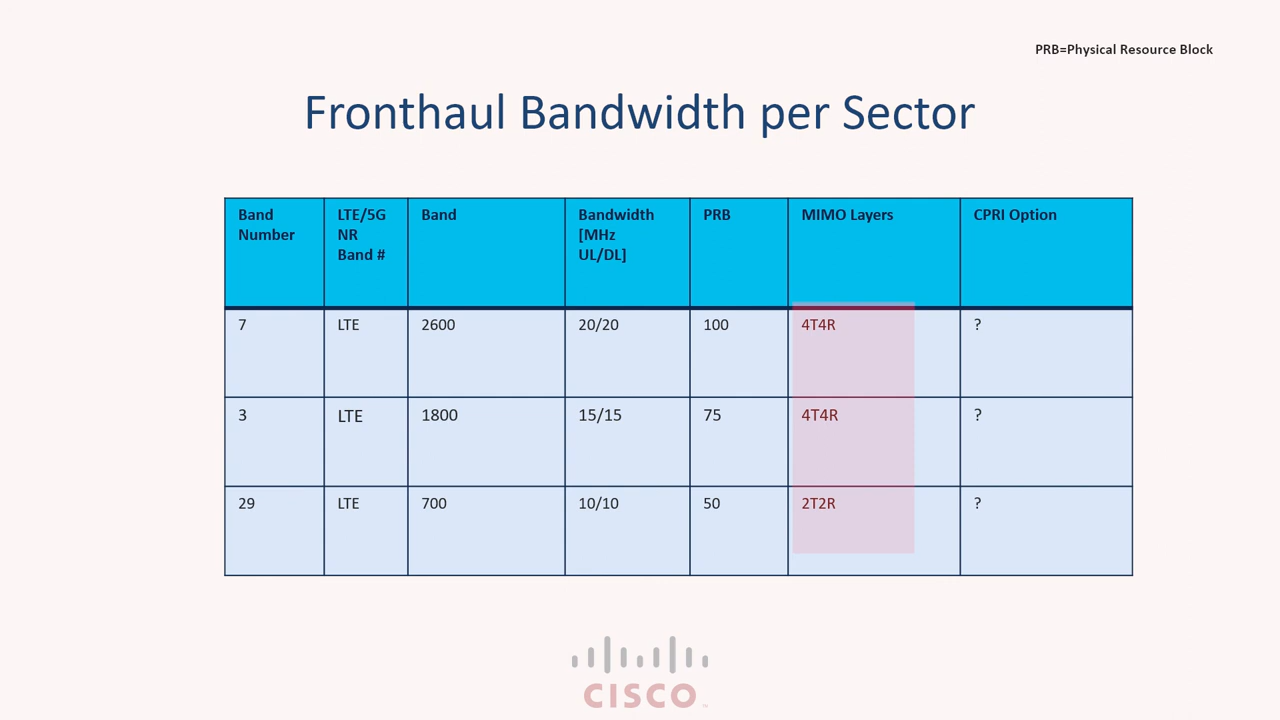 PRB=Physical Resource Block
Fronthaul Bandwidth per Sector
Band Number LTE/5G NR Band # Band Bandwidth [MHz UL/DL] PRB MIMO Layers CPRI Option
7 LTE 2600 20/20 100 4T4R ?
3 LTE 1800 15/15 75 4T4R ?
29 LTE 700 10/10 50 2T2R ?
CISCO